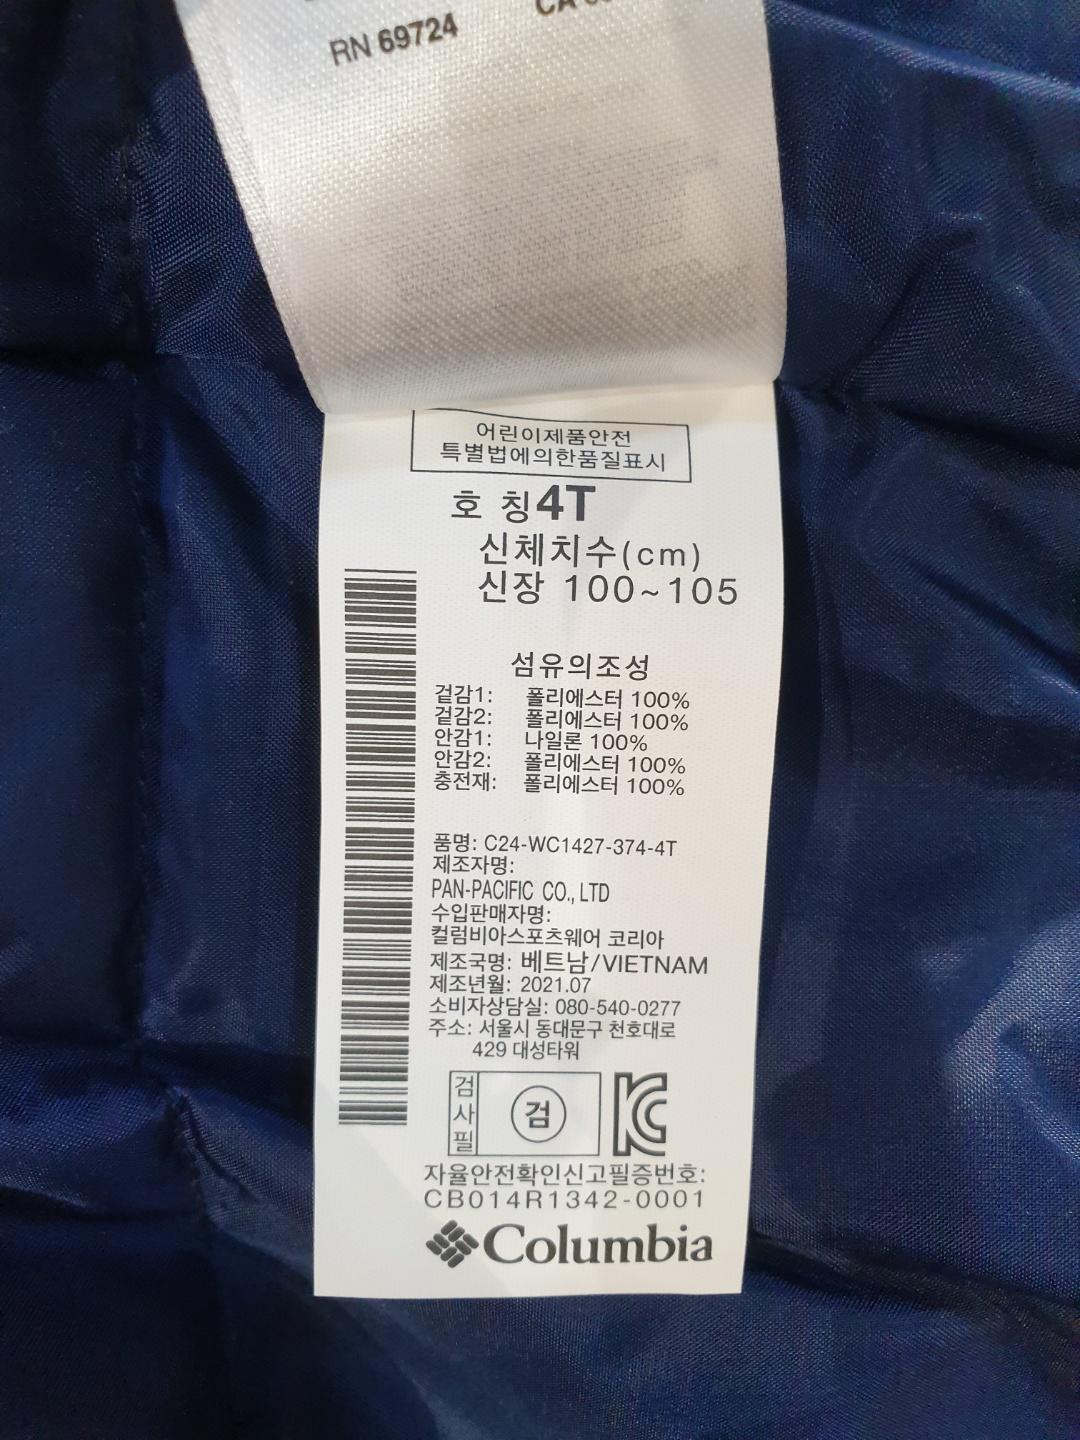 RN 69724
CA
어린이제품안전
특별법에의한품질표시
호 칭4T
신체치수(cm)
신장 100~105
섬유의조성
겉감1: 폴리에스터 100%
겉감2: 폴리에스터 100%
안감1: 나일론 100%
안감2: 폴리에스터 100%
충전재: 폴리에스터 100%
품명: C24-WC1427-374-4T
제조자명:
PAN-PACIFIC CO., LTD
수입판매자명:
컬럼비아스포츠웨어 코리아
제조국명: 베트남/VIETNAM
제조년월: 2021.07
소비자상담실: 080-540-0277
주소: 서울시 동대문구 천호대로
429 대성타워
검사필
검
자율안전확인신고필증번호:
CB014R1342-0001
Columbia